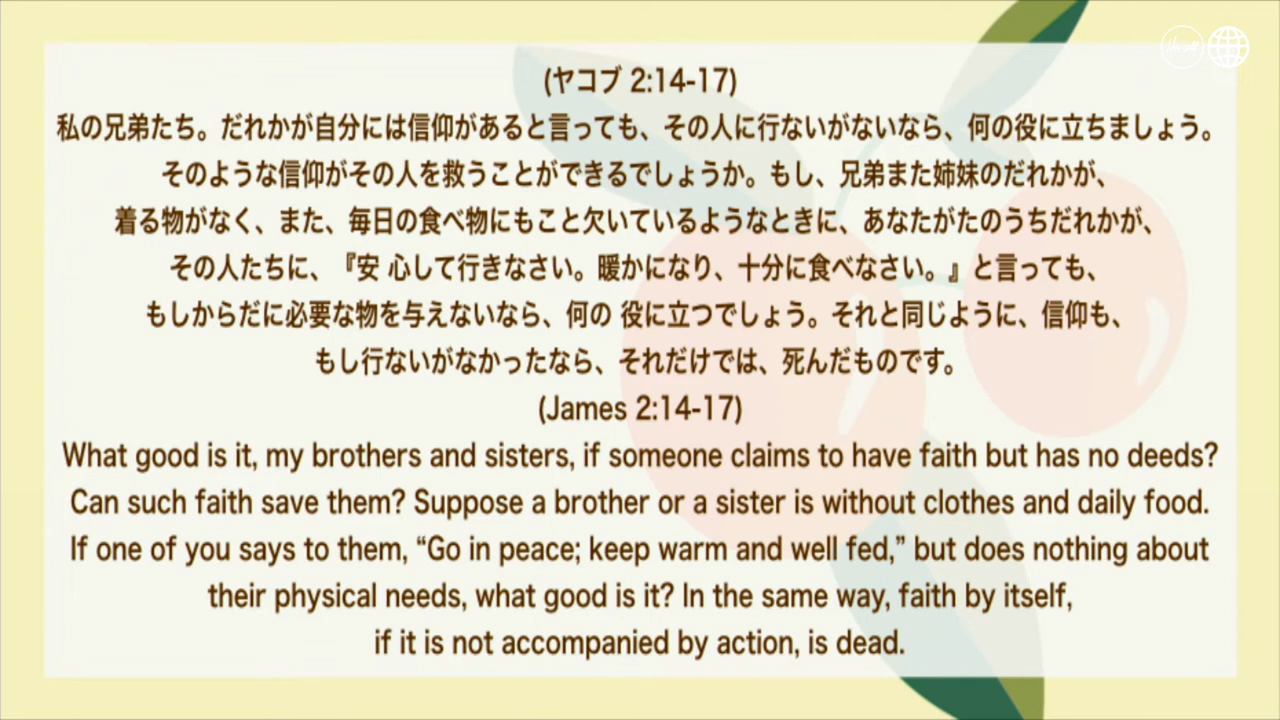 (ヤコブ 2:14-17)
私の兄弟たち。だれかが自分には信仰があると言っても、その人に行ないがないなら、何の役に立ちましょう。
そのような信仰がその人を救うことができるでしょうか。もし、兄弟また姉妹のだれかが、
着る物がなく、また、毎日の食べ物にもこと欠いているようなときに、あなたがたのうちだれかが、
その人たちに、『安 心して行きなさい。暖かになり、十分に食べなさい。』と言っても、
もしからだに必要な物を与えないなら、何の 役に立つでしょう。それと同じように、信仰も、
もし行ないがなかったなら、それだけでは、死んだものです。
(James 2:14-17)
What good is it, my brothers and sisters, if someone claims to have faith but has no deeds?
Can such faith save them? Suppose a brother or a sister is without clothes and daily food.
If one of you says to them, “Go in peace; keep warm and well fed,” but does nothing about
their physical needs, what good is it? In the same way, faith by itself,
if it is not accompanied by action, is dead.